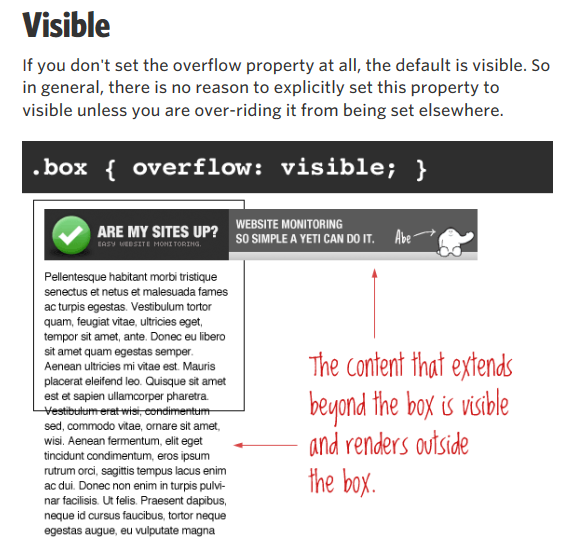 Visible
If you don't set the overflow property at all, the default is visible. So
in general, there is no reason to explicitly set this property to
visible unless you are over-riding it from being set elsewhere.
.box { overflow: visible; }
ARE MY SITES UP?
EASY WEBSITE MONITORING.
WEBSITE MONITORING
SO SIMPLE A YETI CAN DO IT.
Abe
Pellentesque habitant morbi tristique
senectus et netus et malesuada fames
ac turpis egestas. Vestibulum tortor
quam, feugiat vitae, ultricies eget,
tempor sit amet, ante. Donec eu libero
sit amet quam egestas semper.
Aenean ultricies mi vitae est. Mauris
placerat eleifend leo. Quisque sit amet
est et sapien ullamcorper pharetra.
Vestibulum erat wisi, condimentum
sed, commodo vitae, ornare sit amet,
wisi. Aenean fermentum, elit eget
tincidunt condimentum, eros ipsum
rutrum orci, sagittis tempus lacus enim
ac dui. Donec non enim in turpis pulvi-
nar facilisis. Ut felis. Praesent dapibus,
neque id cursus faucibus, tortor neque
egestas augue, eu vulputate magna
The content that extends
beyond the box is visible
and renders outside
the box.